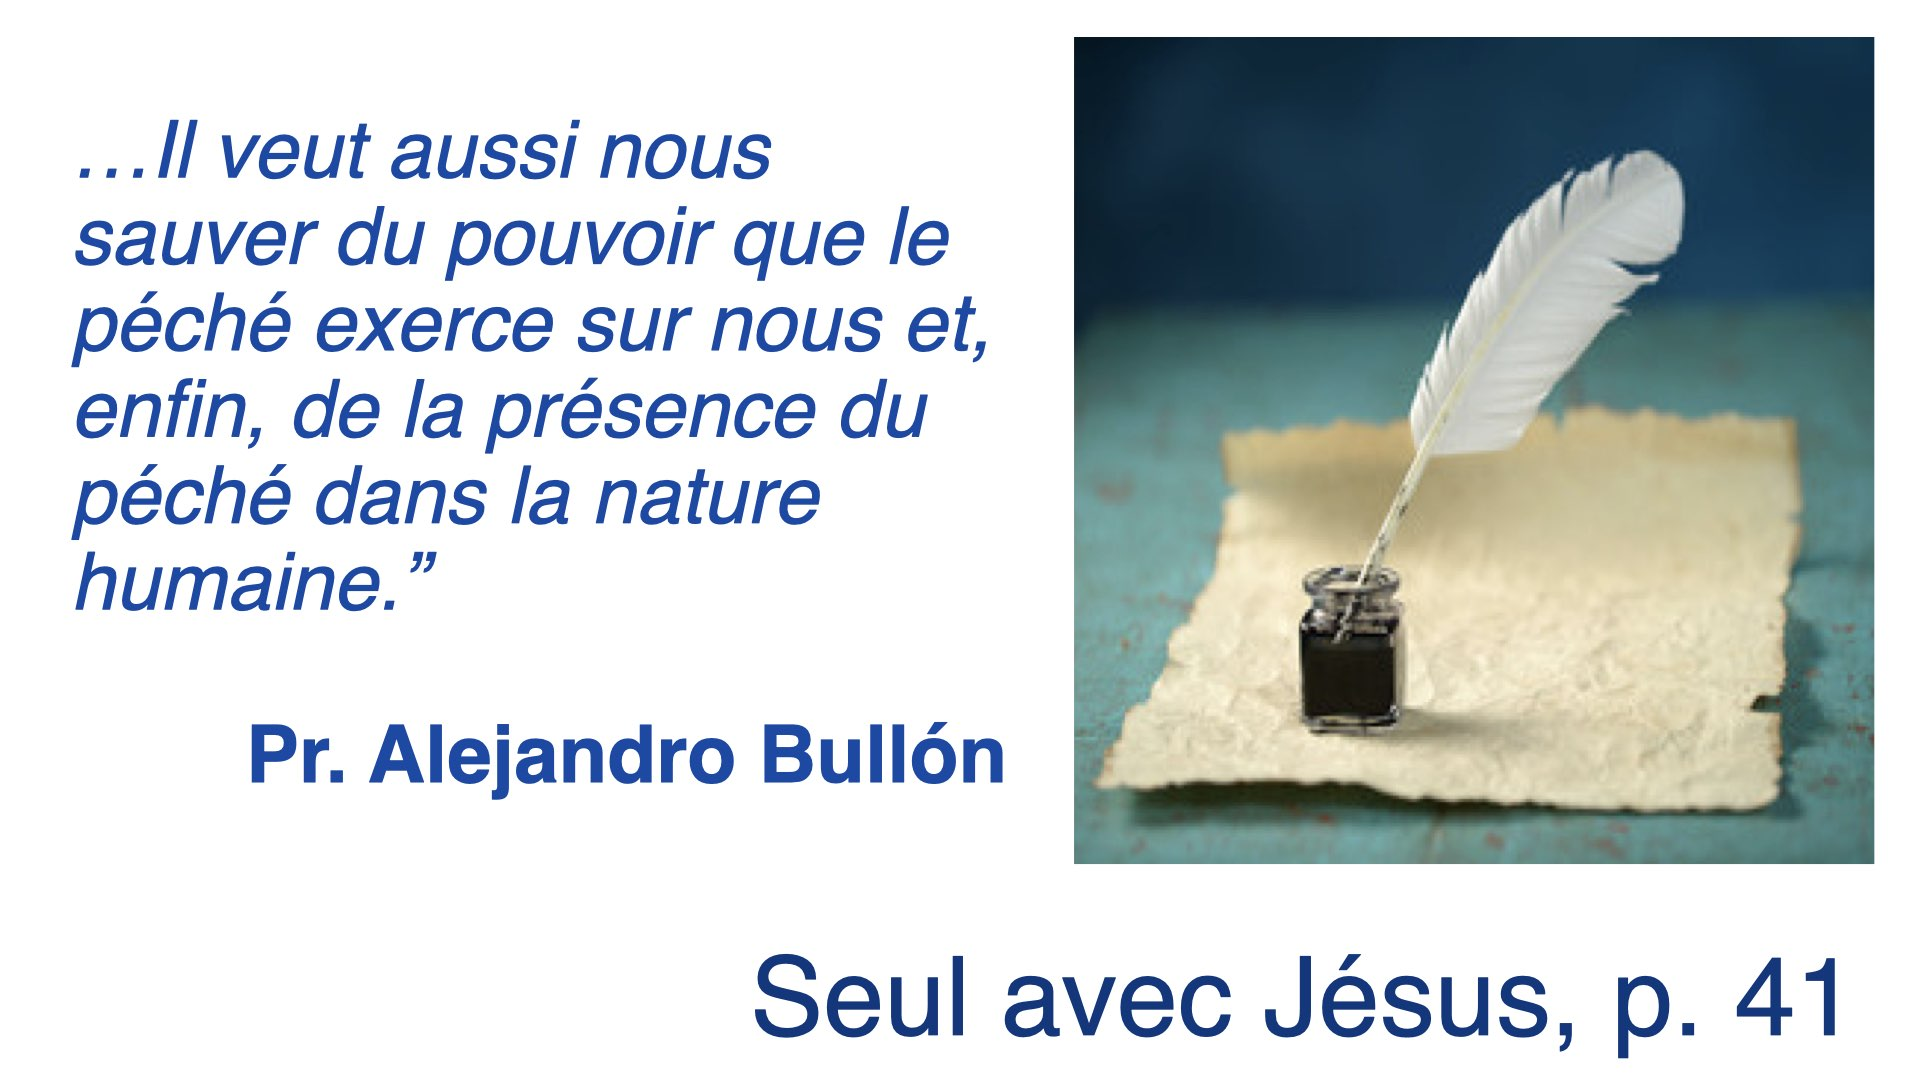 …Il veut aussi nous
sauver du pouvoir que le
péché exerce sur nous et,
enfin, de la présence du
péché dans la nature
humaine.”
Pr. Alejandro Bullón
Seul avec Jésus, p. 41